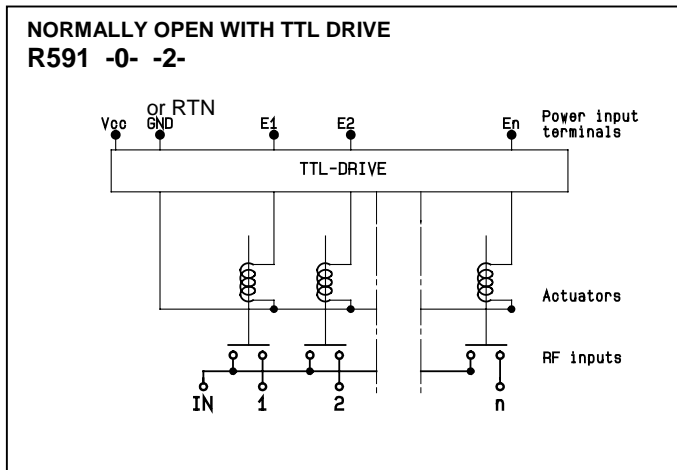 NORMALLY OPEN WITH TTL DRIVE
R591 -0- -2-
or RTN
Vcc GND E1 E2 En Power input
terminals
TTL-DRIVE
Actuators
RF inputs
IN 1 2 n